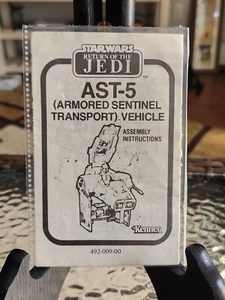 STAR WARS
RETURN OF THE
JEDI
AST-5
(ARMORED SENTINEL
TRANSPORT) VEHICLE
ASSEMBLY
INSTRUCTIONS
Kenner
492-009-00